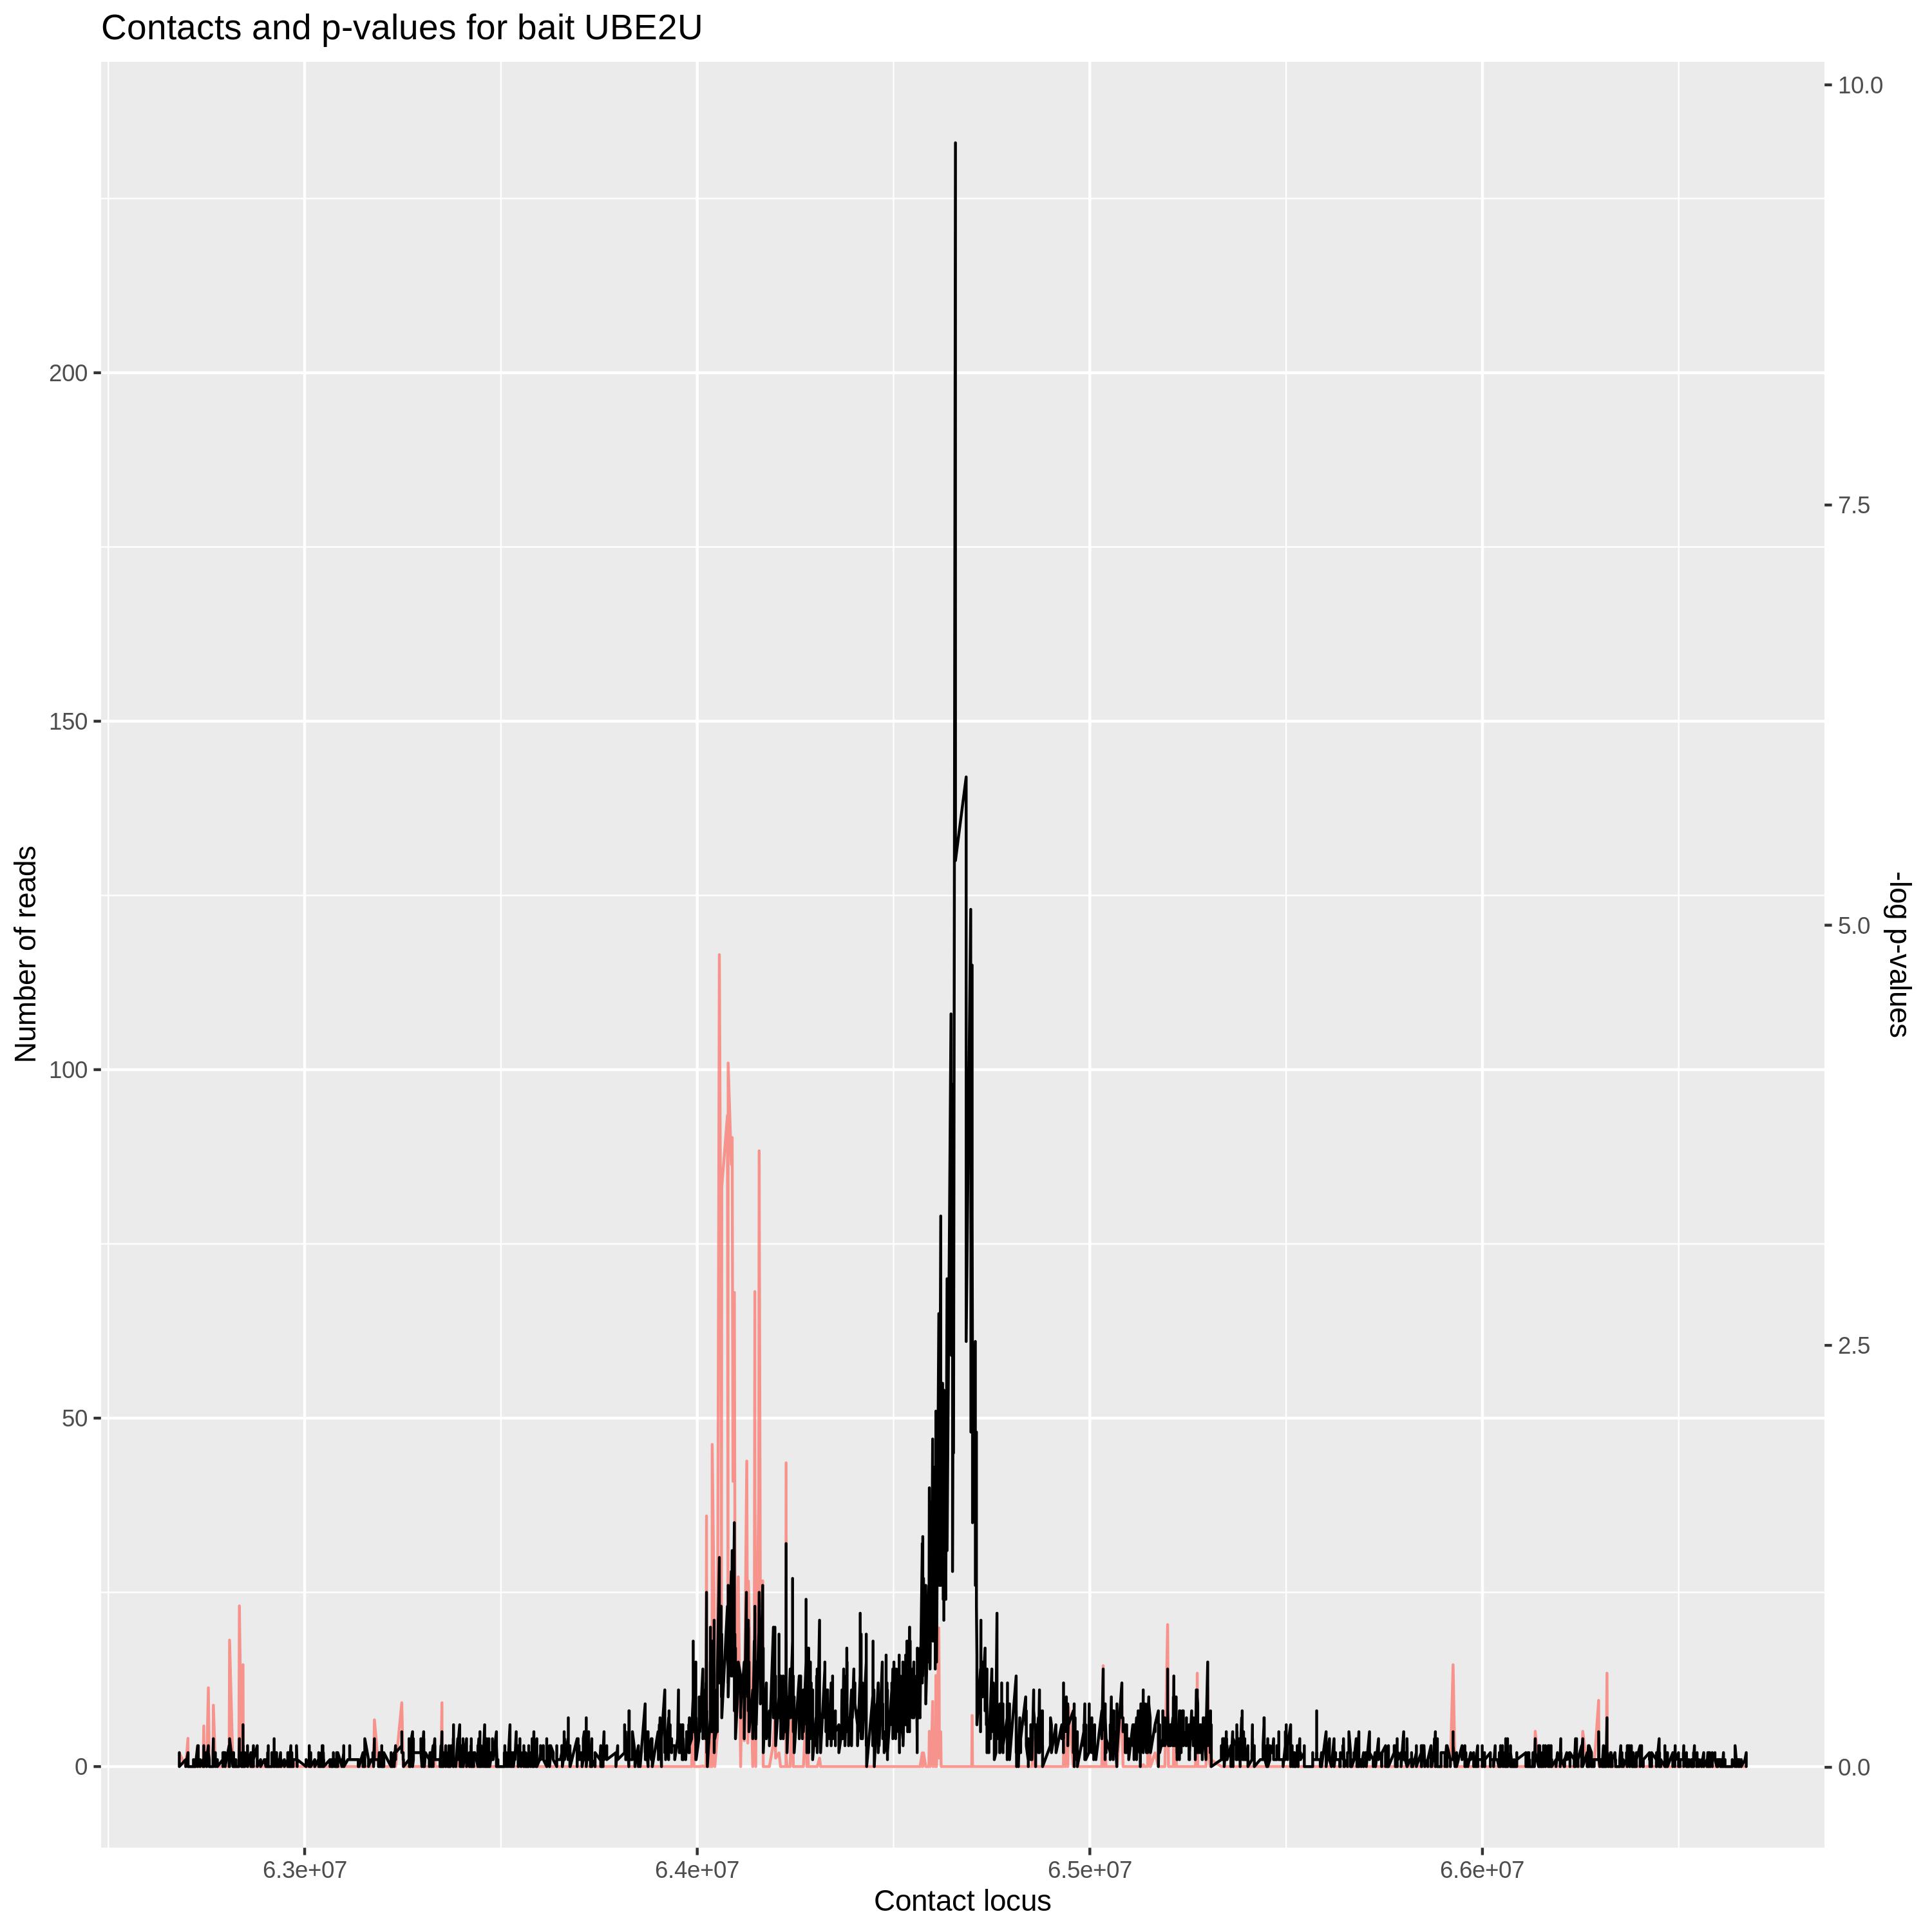 Contacts and p-values for bait UBE2U
Number of reads
200
150
100
50
0
10.0
7.5
5.0
2.5
0.0
-log p-values
6.3e+07 6.4e+07 6.5e+07 6.6e+07
Contact locus